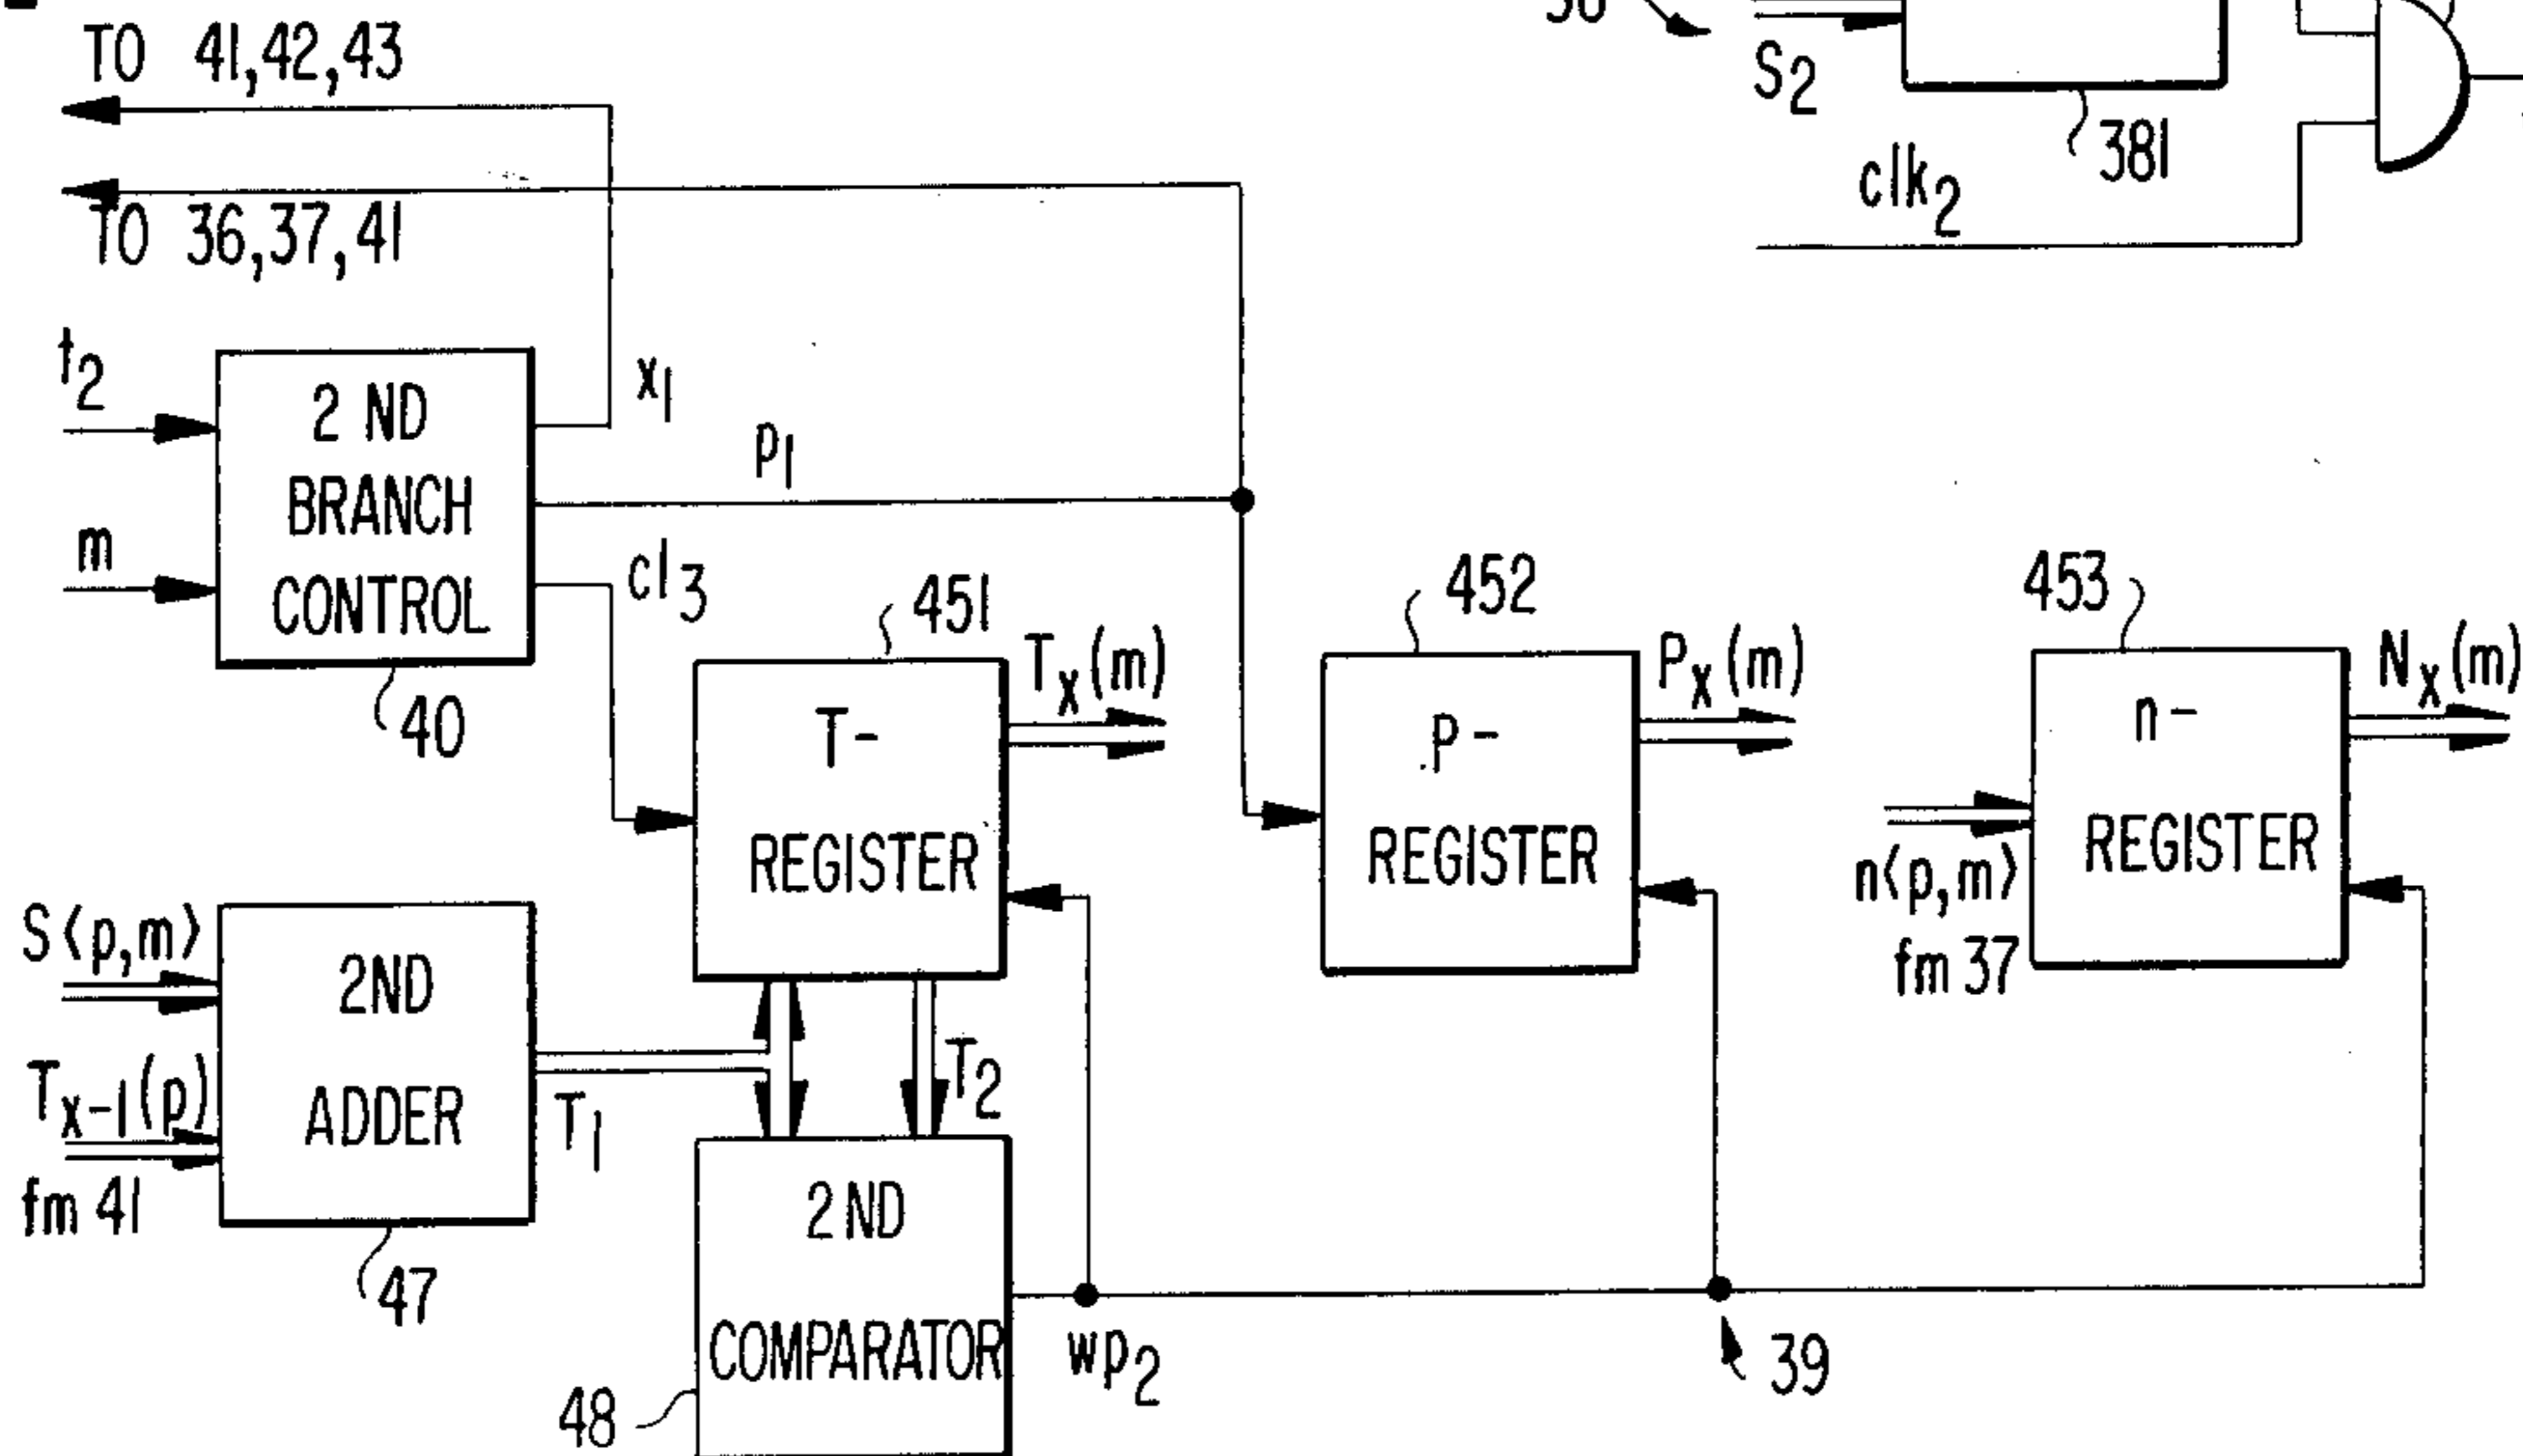 TO 41,42,43
TO 36,37,41
S2
381
clk2
t2
m
2 ND
BRANCH
CONTROL
40
x1
p1
cl3
451
T-
REGISTER
Tx(m)
452
P-
REGISTER
Px(m)
453
n-
REGISTER
Nx(m)
n⟨p,m⟩
fm 37
S⟨p,m⟩
Tx-1(p)
fm 41
2ND
ADDER
47
T1
T2
2 ND
COMPARATOR
48
wp2
39